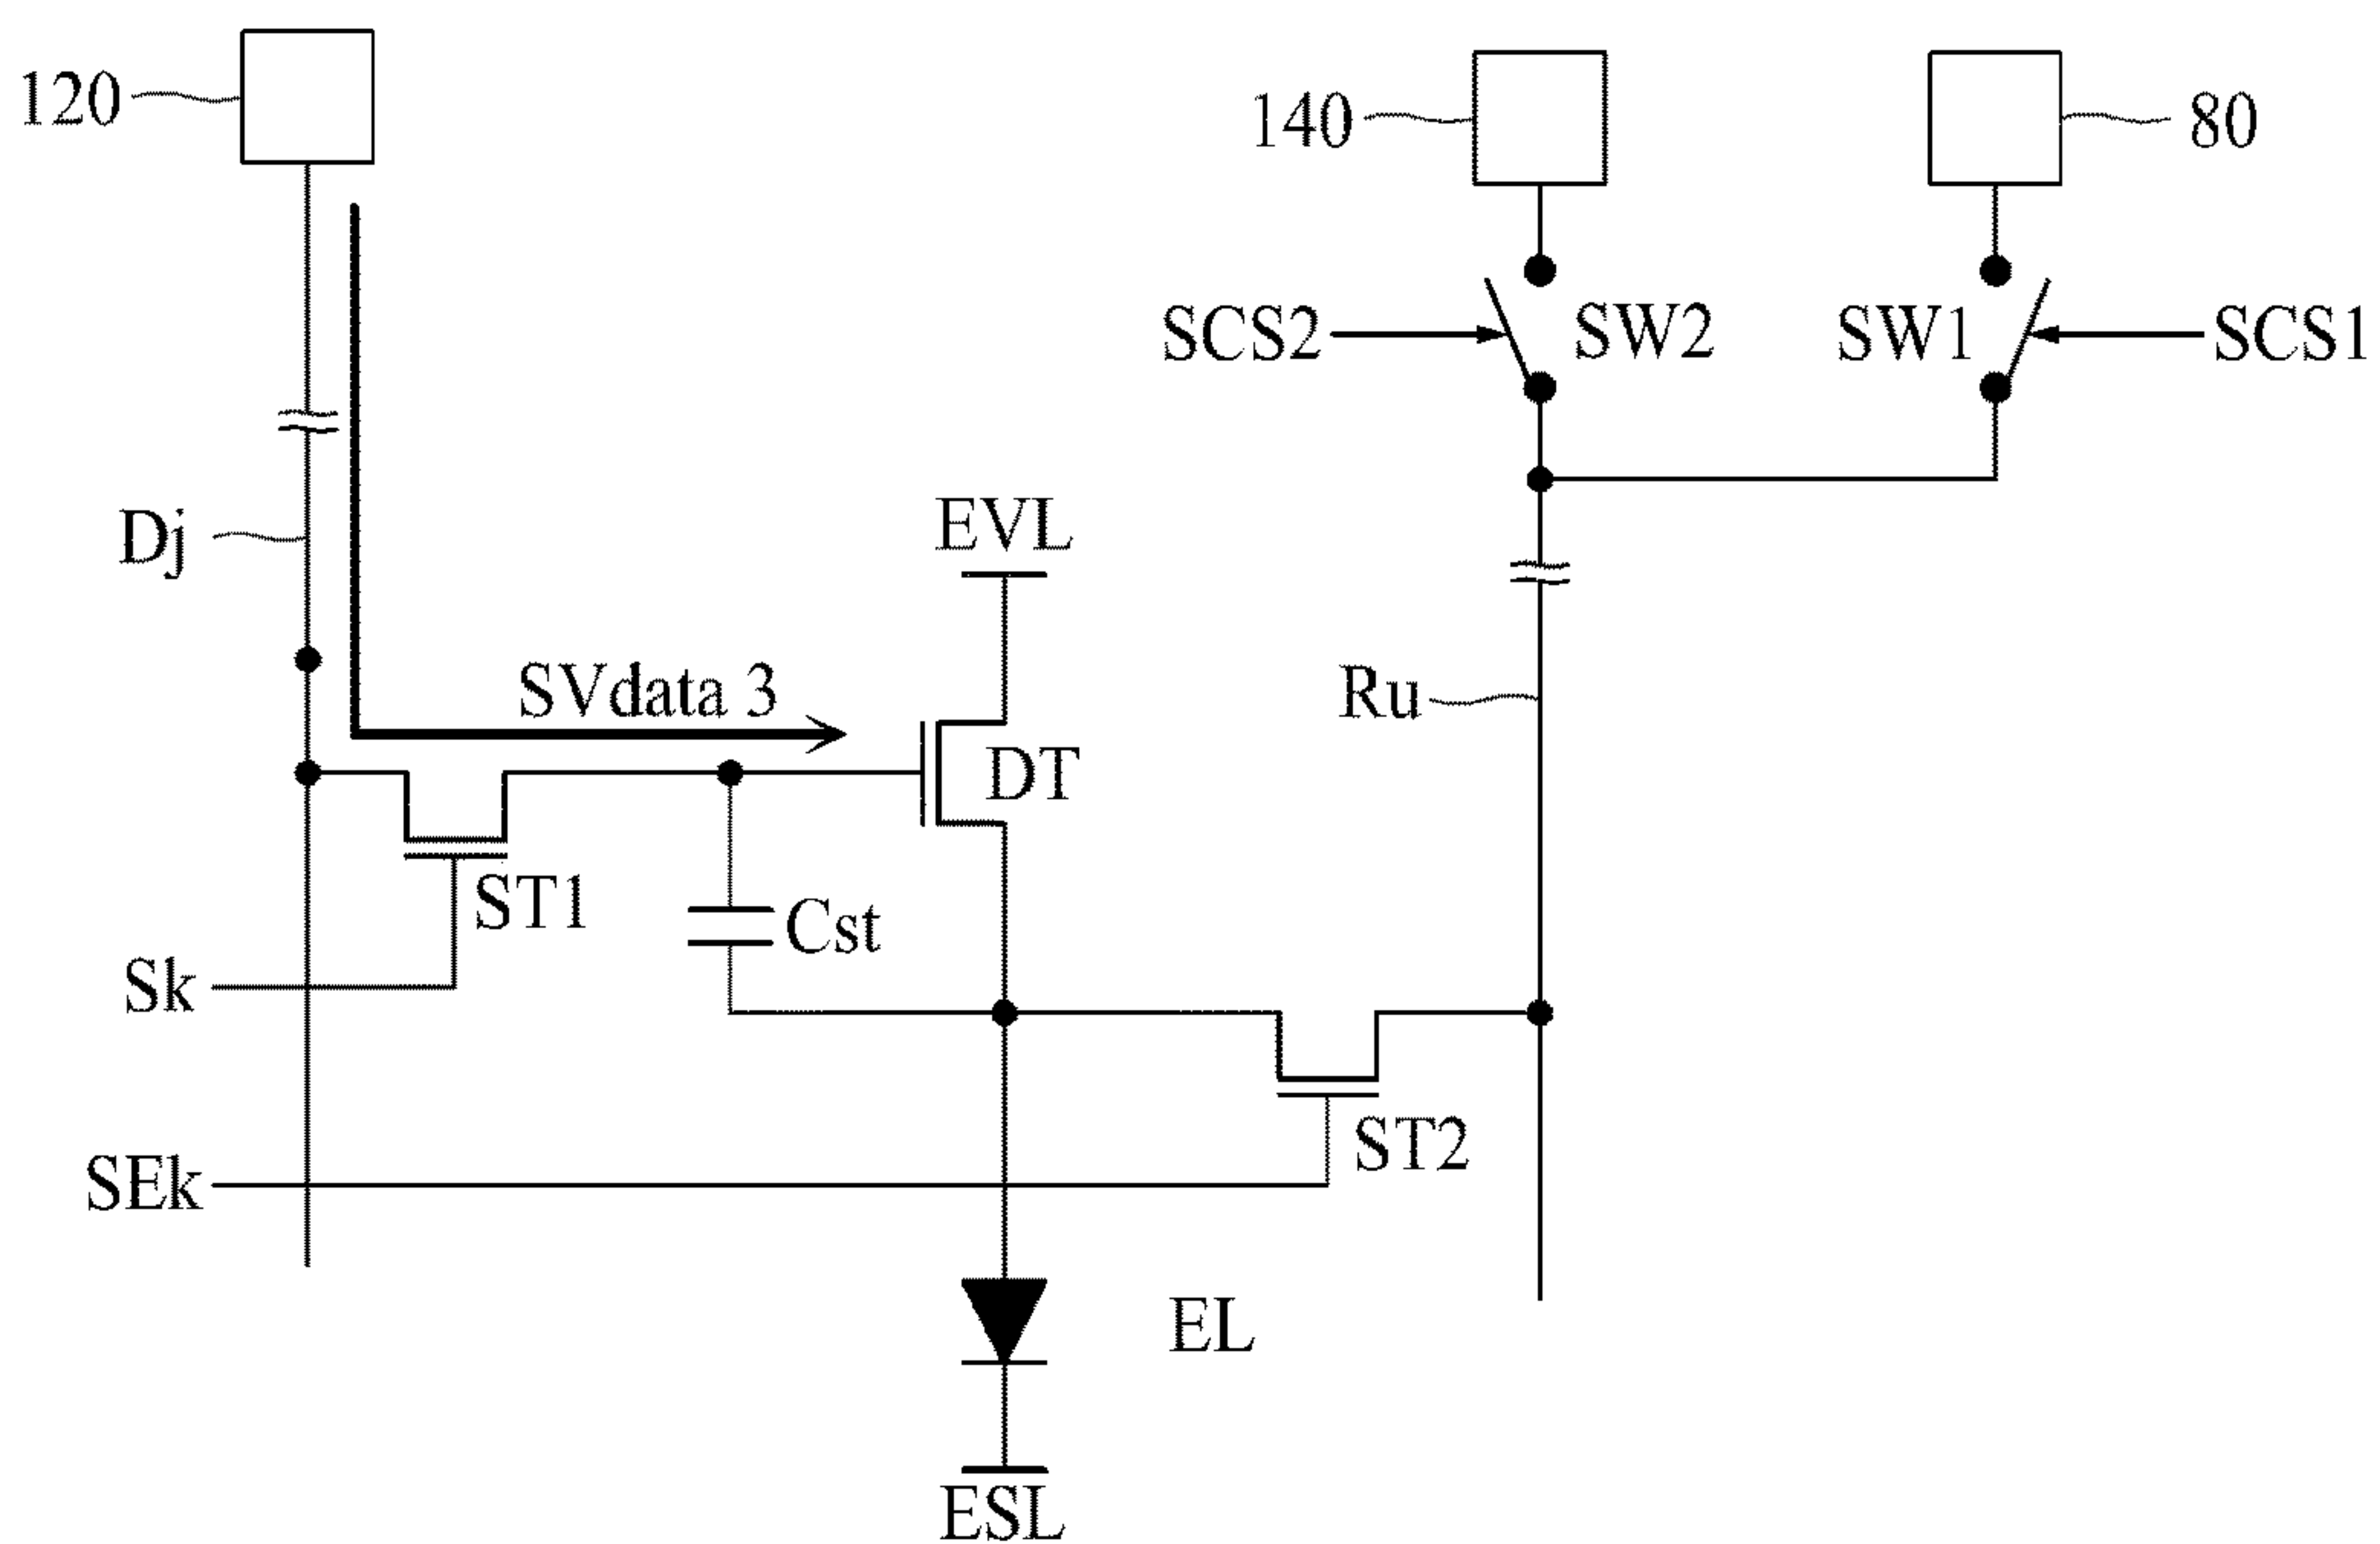 120
140
80
SCS2
SW2
SW1
SCS1
Dj
EVL
SVdata 3
Ru
DT
ST1
Cst
Sk
ST2
SEk
EL
ESL